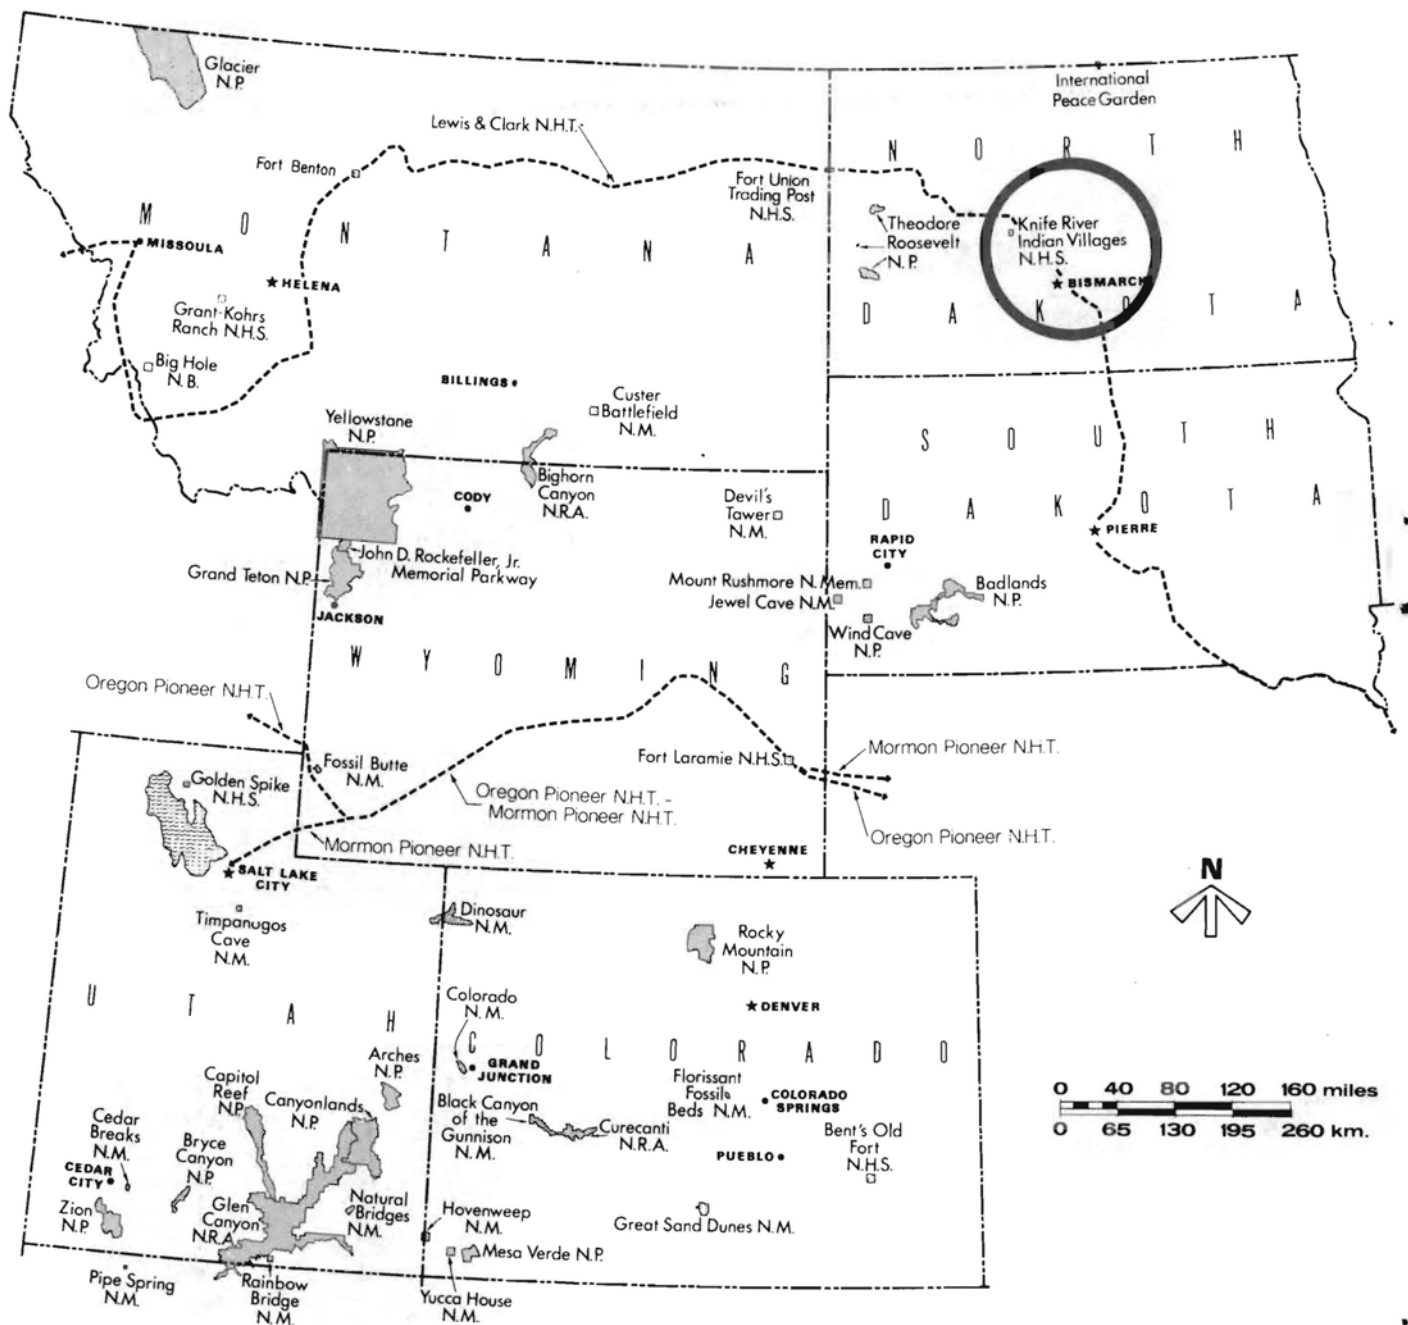 Glacier
N.P.
International
Peace Garden
Lewis & Clark N.H.T.
N O R T H
Fort Benton
Fort Union
Trading Post
N.H.S.
Theodore
Roosevelt
N.P.
Knife River
Indian Villages
N.H.S.
M O N T A N A
MISSOULA
HELENA
BISMARCK
Grant-Kohrs
Ranch N.H.S.
D A K O T A
Big Hole
N.B.
BILLINGS
Custer
Battlefield
N.M.
Yellowstane
N.P.
S O U T H
Bighorn
Canyon
N.R.A.
CODY
Devil's
Tawer
N.M.
D A K O T A
PIERRE
RAPID
CITY
John D. Rockefeller, Jr.
Memorial Parkway
Grand Teton N.P.
Mount Rushmore N. Mem.
Jewel Cave N.M.
Badlands
N.P.
JACKSON
Wind Cave
N.P.
W Y O M I N G
Oregon Pioneer N.H.T.
Fort Laramie N.H.S.
Mormon Pioneer N.H.T.
Fossil Butte
N.M.
Golden Spike
N.H.S.
Oregon Pioneer N.H.T. -
Mormon Pioneer N.H.T.
Oregon Pioneer N.H.T.
Mormon Pioneer N.H.T.
CHEYENNE
SALT LAKE
CITY
N
Timpanugos
Cave
N.M.
Dinosaur
N.M.
Rocky
Mountain
N.P.
U T A H
Colorado
N.M.
DENVER
C O L O R A D O
Arches
N.P.
GRAND
JUNCTION
Capitol
Reef
N.P.
Canyonlands
N.P.
Florissant
Fossil
Beds N.M.
COLORADO
SPRINGS
0 40 80 120 160 miles
0 65 130 195 260 km.
Cedar
Breaks
N.M.
Black Canyon
of the
Gunnison
N.M.
Curecanti
N.R.A.
Bent's Old
Fort
N.H.S.
Bryce
Canyon
N.P.
PUEBLO
CEDAR
CITY
Zion
N.P.
Glen
Canyon
N.R.A.
Natural
Bridges
N.M.
Hovenweep
N.M.
Great Sand Dunes N.M.
Mesa Verde N.P.
Pipe Spring
N.M.
Rainbow
Bridge
N.M.
Yucca House
N.M.